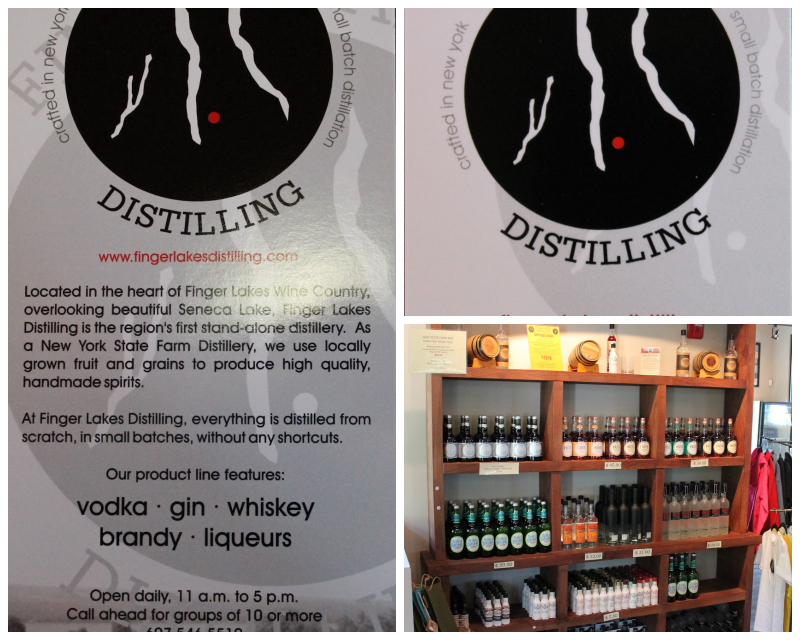 crafted in new york
small batch distillation
DISTILLING
www.fingerlakesdistilling.com
Located in the heart of Finger Lakes Wine Country,
overlooking beautiful Seneca Lake, Finger Lakes
Distilling is the region's first stand-alone distillery. As
a New York State Farm Distillery, we use locally
grown fruit and grains to produce high quality,
handmade spirits.
At Finger Lakes Distilling, everything is distilled from
scratch, in small batches, without any shortcuts.
Our product line features:
vodka · gin · whiskey
brandy · liqueurs
Open daily, 11 a.m. to 5 p.m.
Call ahead for groups of 10 or more
crafted in new york
small batch distillation
DISTILLING